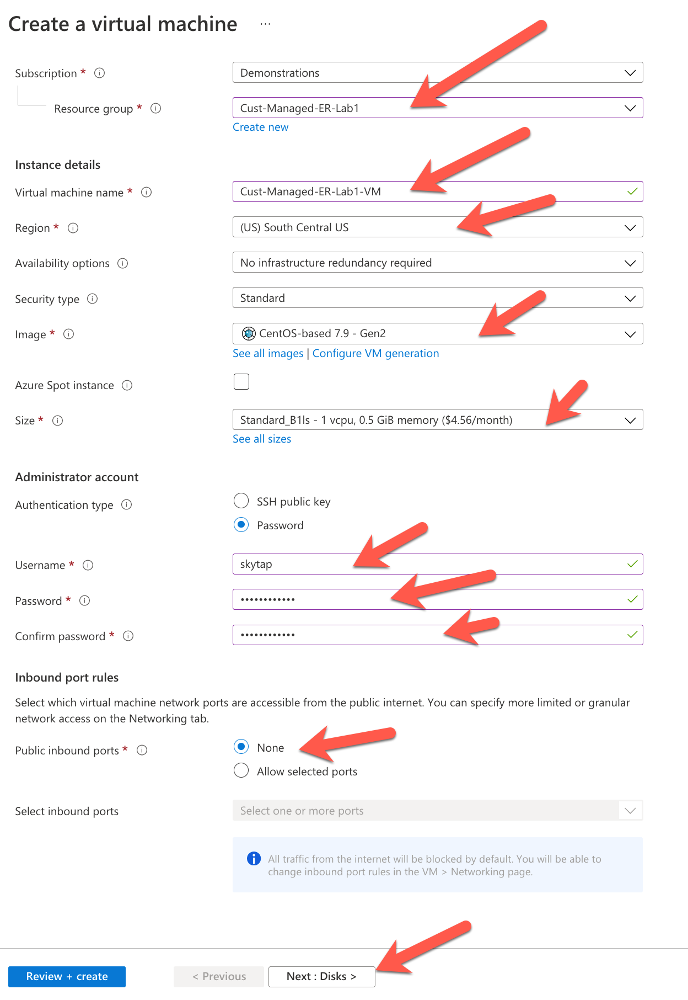 Create a virtual machine ...
Subscription *
Demonstrations
Resource group *
Cust-Managed-ER-Lab1
Create new
Instance details
Virtual machine name *
Cust-Managed-ER-Lab1-VM
Region *
(US) South Central US
Availability options
No infrastructure redundancy required
Security type
Standard
Image *
CentOS-based 7.9 - Gen2
See all images | Configure VM generation
Azure Spot instance
Size *
Standard_B1ls - 1 vcpu, 0.5 GiB memory ($4.56/month)
See all sizes
Administrator account
Authentication type
SSH public key
Password
Username *
skytap
Password *
••••••••••••
Confirm password *
••••••••••••
Inbound port rules
Select which virtual machine network ports are accessible from the public internet. You can specify more limited or granular
network access on the Networking tab.
Public inbound ports *
None
Allow selected ports
Select inbound ports
Select one or more ports
All traffic from the internet will be blocked by default. You will be able to
change inbound port rules in the VM > Networking page.
Review + create
< Previous
Next : Disks >